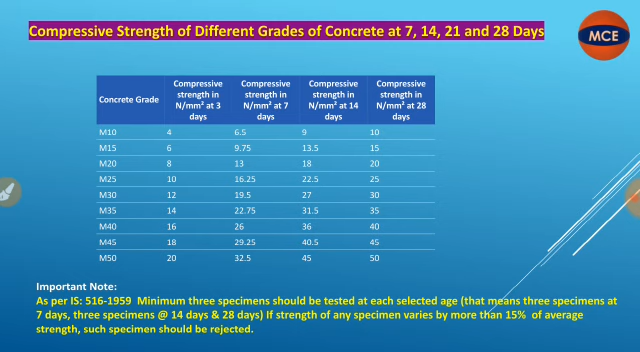 Compressive Strength of Different Grades of Concrete at 7, 14, 21 and 28 Days
MCE
Concrete Grade Compressive strength in N/mm² at 3 days Compressive strength in N/mm² at 7 days Compressive strength in N/mm² at 14 days Compressive strength in N/mm² at 28 days
M10 4 6.5 9 10
M15 6 9.75 13.5 15
M20 8 13 18 20
M25 10 16.25 22.5 25
M30 12 19.5 27 30
M35 14 22.75 31.5 35
M40 16 26 36 40
M45 18 29.25 40.5 45
M50 20 32.5 45 50
Important Note:
As per IS: 516-1959 Minimum three specimens should be tested at each selected age (that means three specimens at
7 days, three specimens @ 14 days & 28 days) If strength of any specimen varies by more than 15% of average
strength, such specimen should be rejected.